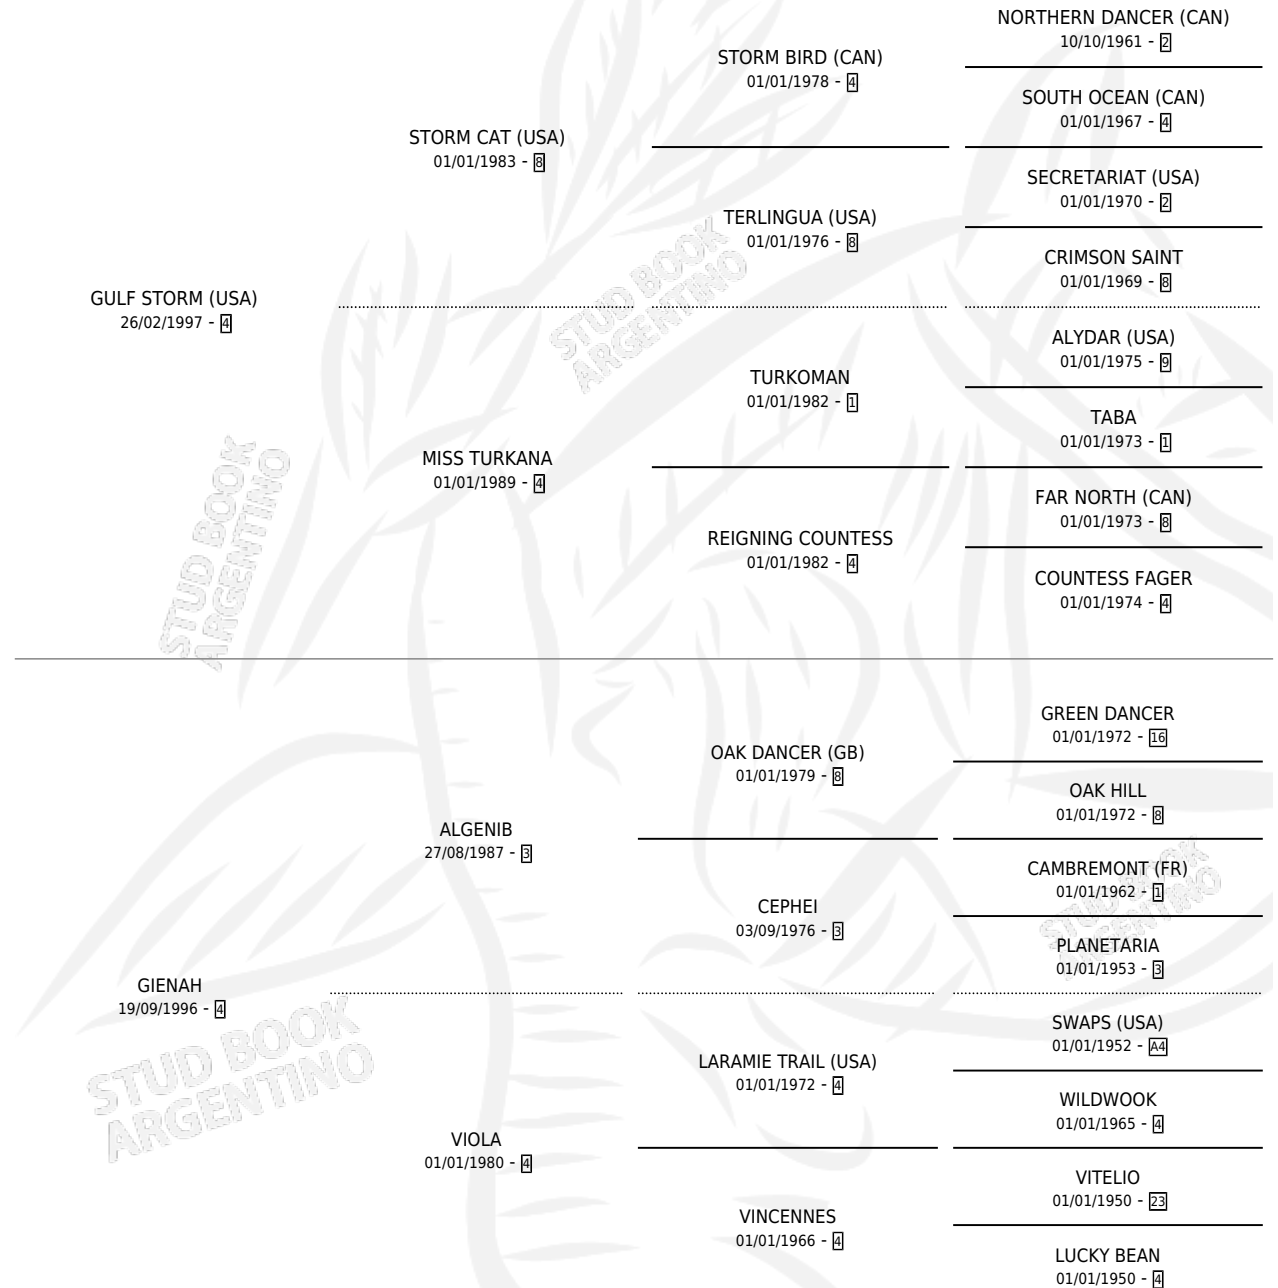 NORTHERN DANCER (CAN)
10/10/1961 - 2
STORM BIRD (CAN)
01/01/1978 - 4
SOUTH OCEAN (CAN)
01/01/1967 - 4
STORM CAT (USA)
01/01/1983 - 8
SECRETARIAT (USA)
01/01/1970 - 2
TERLINGUA (USA)
01/01/1976 - 8
CRIMSON SAINT
01/01/1969 - 8
GULF STORM (USA)
26/02/1997 - 4
STUD BOOK
ARGENTINO
ALYDAR (USA)
01/01/1975 - 9
TURKOMAN
01/01/1982 - 1
TABA
01/01/1973 - 1
MISS TURKANA
01/01/1989 - 4
FAR NORTH (CAN)
01/01/1973 - 8
REIGNING COUNTESS
01/01/1982 - 4
COUNTESS FAGER
01/01/1974 - 4
STUD BOOK
ARGENTINO
GREEN DANCER
01/01/1972 - 16
OAK DANCER (GB)
01/01/1979 - 8
OAK HILL
01/01/1972 - 8
ALGENIB
27/08/1987 - 3
CAMBREMONT (FR)
01/01/1962 - 1
CEPHEI
03/09/1976 - 3
STUD BOOK
ARGENTINO
PLANETARIA
01/01/1953 - 3
GIENAH
19/09/1996 - 4
STUD BOOK
ARGENTINO
SWAPS (USA)
01/01/1952 - A4
LARAMIE TRAIL (USA)
01/01/1972 - 4
WILDWOOK
01/01/1965 - 4
VIOLA
01/01/1980 - 4
VITELIO
01/01/1950 - 23
VINCENNES
01/01/1966 - 4
LUCKY BEAN
01/01/1950 - 4